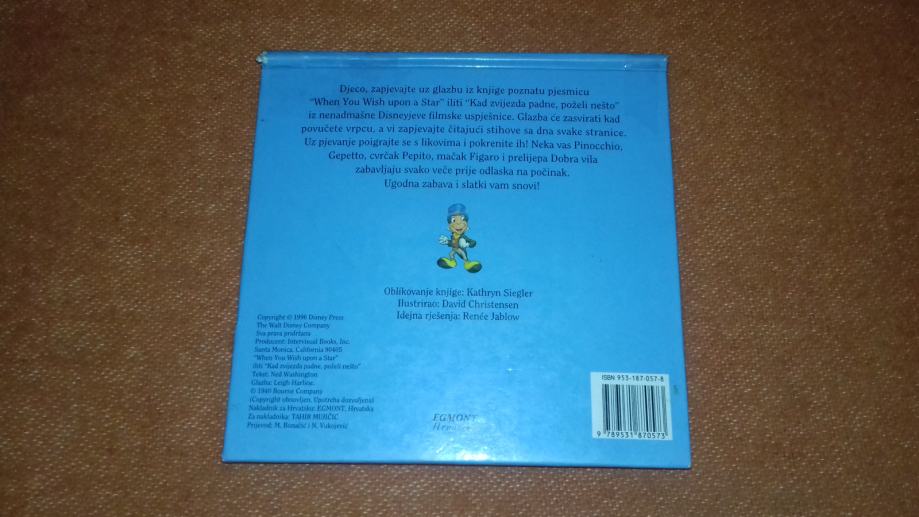 Djeco, zapjevajte uz glazbu iz knjige poznatu pjesmicu
"When You Wish upon a Star" iliti "Kad zvijezda padne, poželi nešto"
iz nenadmašne Disneyjeve filmske uspješnice. Glazba će zasvirati kad
povučete vrpcu, a vi zapjevajte čitajući stihove sa dna svake stranice.
Uz pjevanje poigrajte se s likovima i pokrenite ih! Neka vas Pinocchio,
Gepetto, cvrčak Pepito, mačak Figaro i prelijepa Dobra vila
zabavljaju svako veče prije odlaska na počinak.
Ugodna zabava i slatki vam snovi!
Oblikovanje knjige: Kathryn Siegler
Ilustrirao: David Christensen
Idejna rješenja: Renée Jablow
Copyright © 1996 Disney Press
The Walt Disney Company
Sva prava pridržana
Producent: Intervisual Books, Inc.
Santa Monica, California 90405
"When You Wish upon a Star"
iliti "Kad zvijezda padne, poželi nešto"
Tekst: Ned Washington
Glazba: Leigh Harline.
© 1940 Bourne Company
(Copyright obnovljen. Upotreba dozvoljena)
Nakladnik za Hrvatsku: EGMONT, Hrvatska
Za nakladnika: TAHIR MUJIČIĆ
Prijevod: M. Bonačić i N. Vukojević
EGMONT
ISBN 953-187-057-8
9 789531 870573